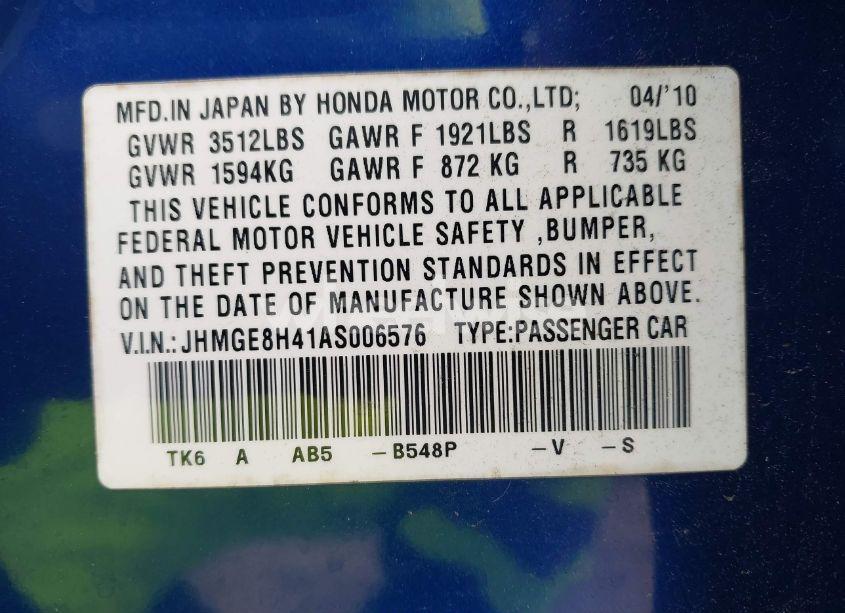 MFD.IN JAPAN BY HONDA MOTOR CO.,LTD; 04/'10
GVWR 3512LBS GAWR F 1921LBS R 1619LBS
GVWR 1594KG GAWR F 872 KG R 735 KG
THIS VEHICLE CONFORMS TO ALL APPLICABLE
FEDERAL MOTOR VEHICLE SAFETY ,BUMPER,
AND THEFT PREVENTION STANDARDS IN EFFECT
ON THE DATE OF MANUFACTURE SHOWN ABOVE.
V.I.N.: JHMGE8H41AS006576 TYPE:PASSENGER CAR
TK6 A AB5 -B548P -V -S